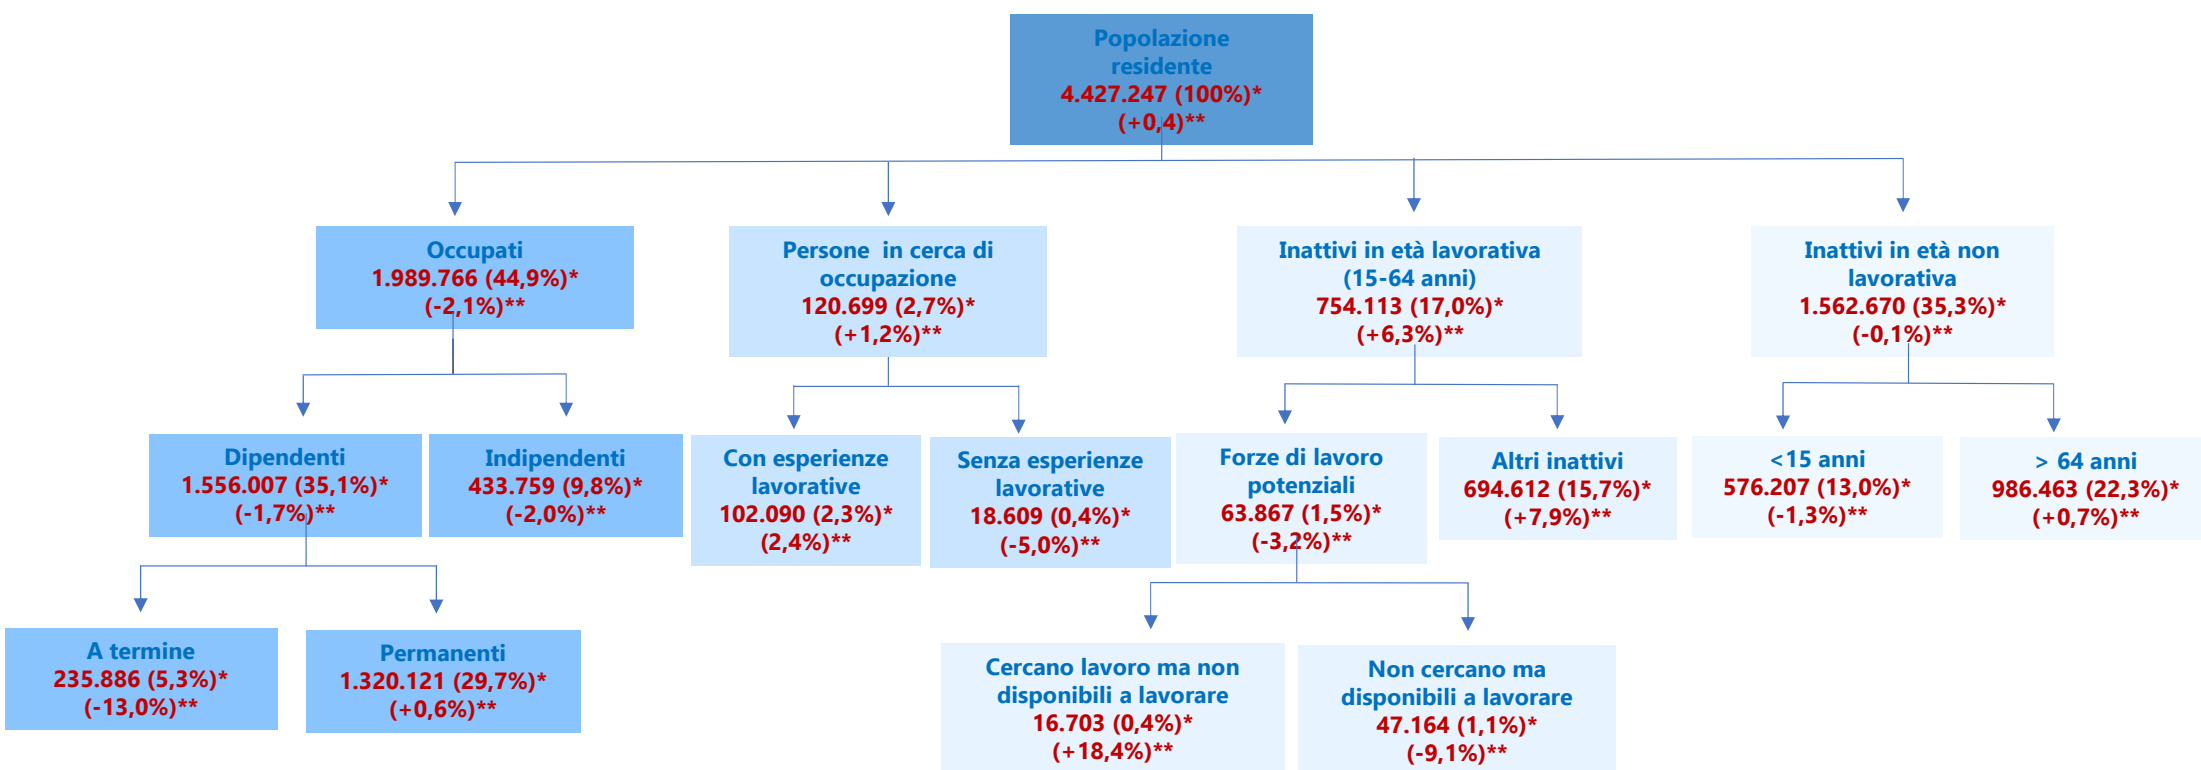 Popolazione
residente
4.427.247 (100%)*
(+0,4)**
Occupati
1.989.766 (44,9%)*
(-2,1%)**
Persone in cerca di
occupazione
120.699 (2,7%)*
(+1,2%)**
Inattivi in età lavorativa
(15-64 anni)
754.113 (17,0%)*
(+6,3%)**
Inattivi in età non
lavorativa
1.562.670 (35,3%)*
(-0,1%)**
Dipendenti
1.556.007 (35,1%)*
(-1,7%)**
Indipendenti
433.759 (9,8%)*
(-2,0%)**
Con esperienze
lavorative
102.090 (2,3%)*
(2,4%)**
Senza esperienze
lavorative
18.609 (0,4%)*
(-5,0%)**
Forze di lavoro
potenziali
63.867 (1,5%)*
(-3,2%)**
Altri inattivi
694.612 (15,7%)*
(+7,9%)**
<15 anni
576.207 (13,0%)*
(-1,3%)**
> 64 anni
986.463 (22,3%)*
(+0,7%)**
A termine
235.886 (5,3%)*
(-13,0%)**
Permanenti
1.320.121 (29,7%)*
(+0,6%)**
Cercano lavoro ma non
disponibili a lavorare
16.703 (0,4%)*
(+18,4%)**
Non cercano ma
disponibili a lavorare
47.164 (1,1%)*
(-9,1%)**